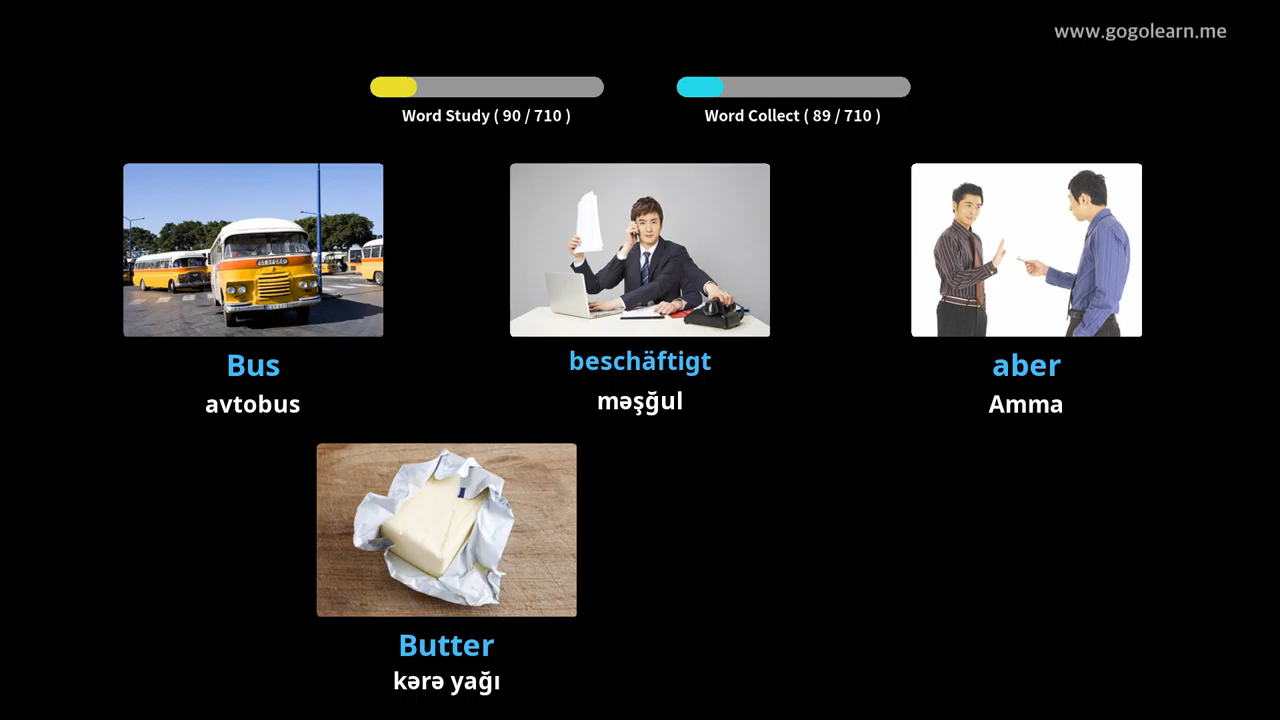 www.gogolearn.me
Word Study ( 90 / 710 )
Word Collect ( 89 / 710 )
Bus
avtobus
beschäftigt
məşğul
aber
Amma
Butter
kərə yağı